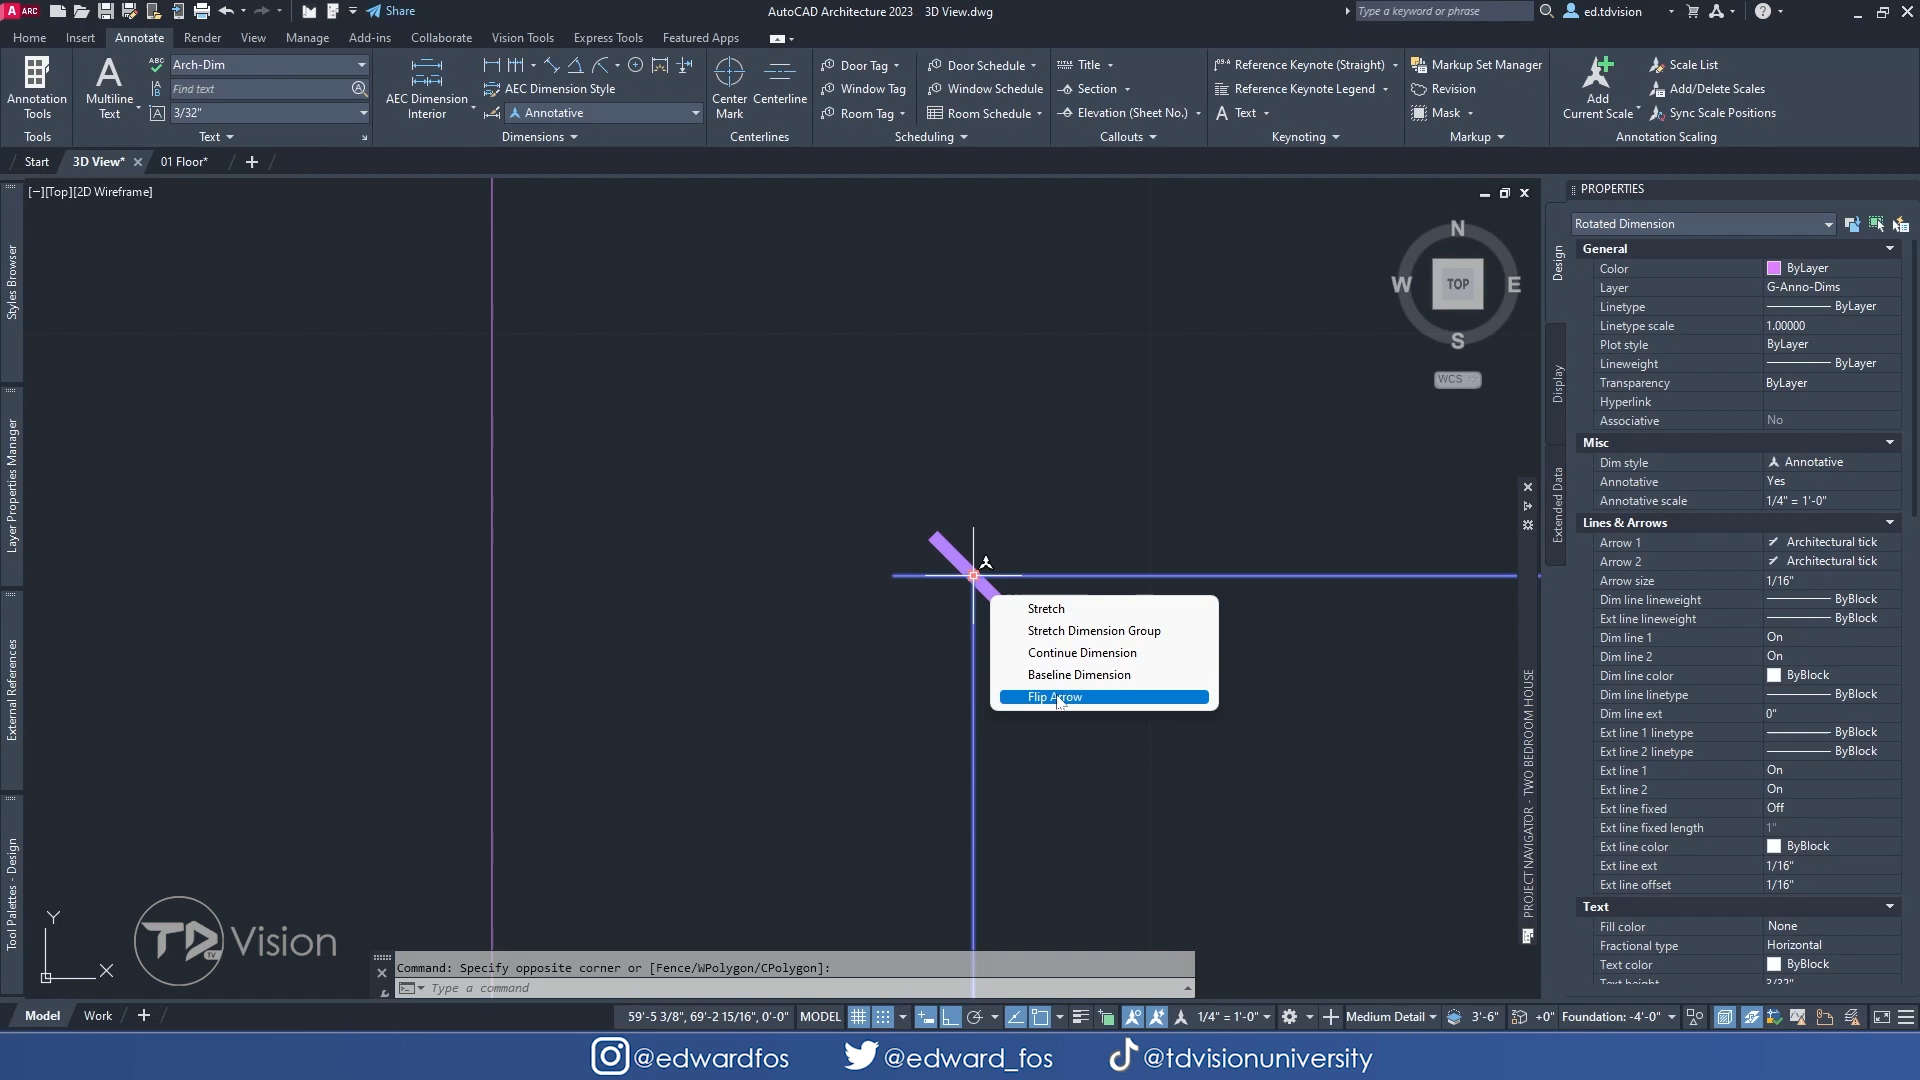 ARC
Share
AutoCAD Architecture 2023 3D View.dwg
Type a keyword or phrase
ed.tdvision
Home Insert Annotate Render View Manage Add-ins Collaborate Vision Tools Express Tools Featured Apps
Annotation Tools
Tools
Multiline Text
ABC
Arch-Dim
Find text
3/32"
Text
AEC Dimension Interior
AEC Dimension Style
Annotative
Dimensions
Center Mark
Centerline
Centerlines
Door Tag
Window Tag
Room Tag
Door Schedule
Window Schedule
Room Schedule
Scheduling
Title
Section
Elevation (Sheet No.)
Callouts
Reference Keynote (Straight)
Reference Keynote Legend
Text
Keynoting
Markup Set Manager
Revision
Mask
Markup
Add Current Scale
Scale List
Add/Delete Scales
Sync Scale Positions
Annotation Scaling
Start 3D View* 01 Floor*
[−][Top][2D Wireframe]
Styles Browser
Layer Properties Manager
External References
Tool Palettes - Design
N
W TOP E
S
WCS
Stretch
Stretch Dimension Group
Continue Dimension
Baseline Dimension
Flip Arrow
PROJECT NAVIGATOR - TWO BEDROOM HOUSE
Design
Display
Extended Data
PROPERTIES
Rotated Dimension
General
Color ByLayer
Layer G-Anno-Dims
Linetype ByLayer
Linetype scale 1.00000
Plot style ByLayer
Lineweight ByLayer
Transparency ByLayer
Hyperlink
Associative No
Misc
Dim style Annotative
Annotative Yes
Annotative scale 1/4" = 1'-0"
Lines & Arrows
Arrow 1 Architectural tick
Arrow 2 Architectural tick
Arrow size 1/16"
Dim line lineweight ByBlock
Ext line lineweight ByBlock
Dim line 1 On
Dim line 2 On
Dim line color ByBlock
Dim line linetype ByBlock
Dim line ext 0"
Ext line 1 linetype ByBlock
Ext line 2 linetype ByBlock
Ext line 1 On
Ext line 2 On
Ext line fixed Off
Ext line fixed length 1"
Ext line color ByBlock
Ext line ext 1/16"
Ext line offset 1/16"
Text
Fill color None
Fractional type Horizontal
Text color ByBlock
Text height 3/32"
Y
X
TD Vision
Command: Specify opposite corner or [Fence/WPolygon/CPolygon]:
Type a command
Model Work
59'-5 3/8", 69'-2 15/16", 0'-0" MODEL 1/4" = 1'-0" Medium Detail 3'-6" +0" Foundation: -4'-0"
@edwardfos @edward_fos @tdvisionuniversity